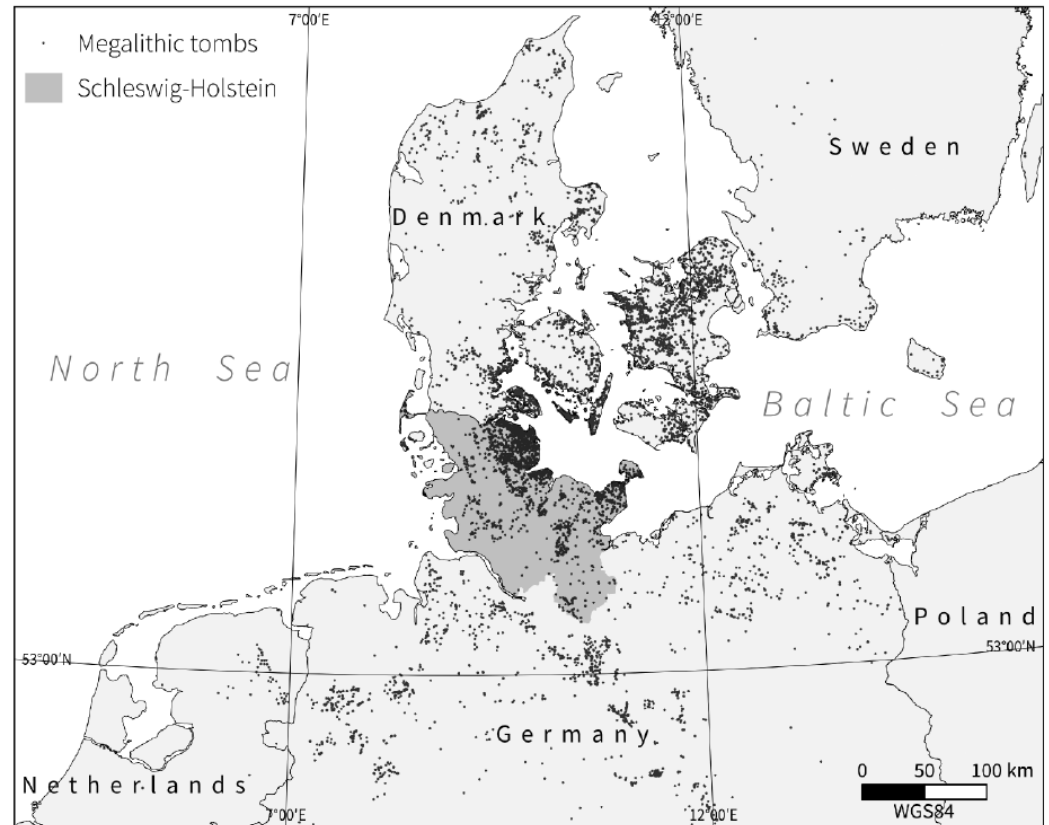 7°00′E
12°00′E
Megalithic tombs
Schleswig-Holstein
Sweden
Denmark
North Sea
Baltic Sea
Poland
53°00′N
53°00′N
Germany
0 50 100 km
Netherlands
WGS84
7°00′E
12°00′E